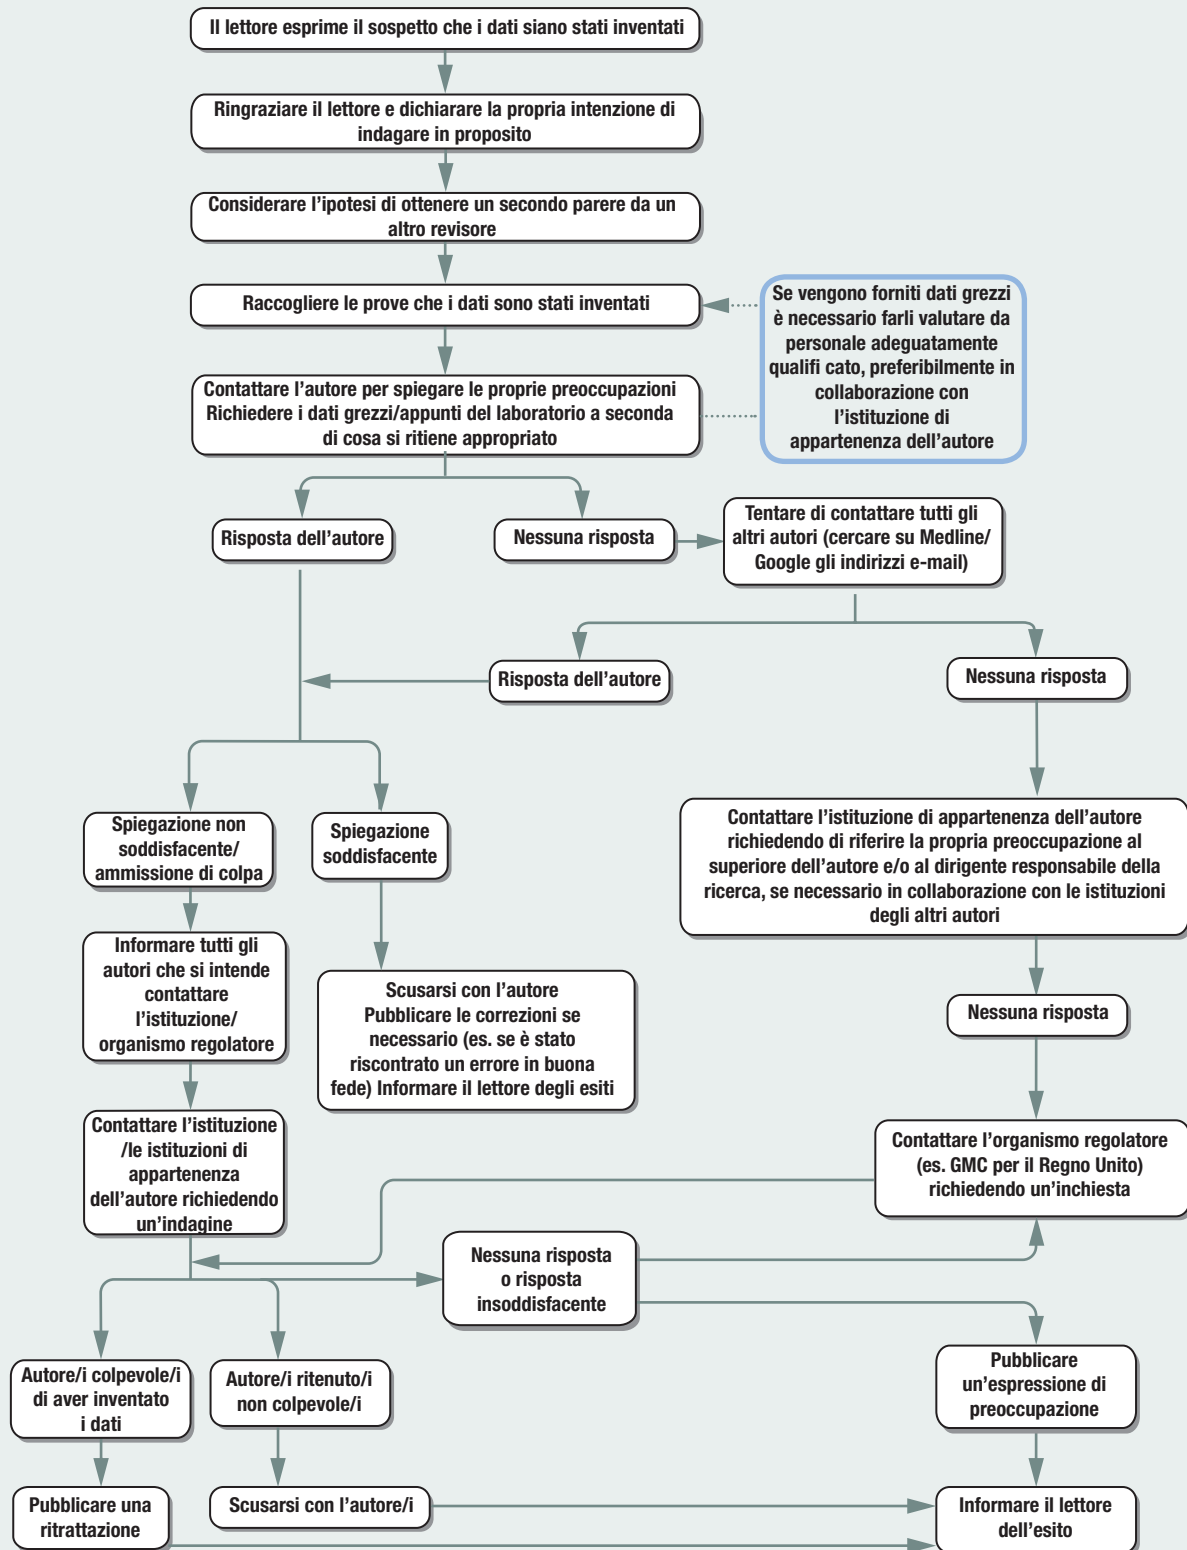 Il lettore esprime il sospetto che i dati siano stati inventati
Ringraziare il lettore e dichiarare la propria intenzione di
indagare in proposito
Considerare l'ipotesi di ottenere un secondo parere da un
altro revisore
Raccogliere le prove che i dati sono stati inventati
Se vengono forniti dati grezzi
è necessario farli valutare da
personale adeguatamente
qualifi cato, preferibilmente in
collaborazione con
l'istituzione di
appartenenza dell'autore
Contattare l'autore per spiegare le proprie preoccupazioni
Richiedere i dati grezzi/appunti del laboratorio a seconda
di cosa si ritiene appropriato
Risposta dell'autore
Nessuna risposta
Tentare di contattare tutti gli
altri autori (cercare su Medline/
Google gli indirizzi e-mail)
Risposta dell'autore
Nessuna risposta
Spiegazione non
soddisfacente/
ammissione di colpa
Spiegazione
soddisfacente
Contattare l'istituzione di appartenenza dell'autore
richiedendo di riferire la propria preoccupazione al
superiore dell'autore e/o al dirigente responsabile della
ricerca, se necessario in collaborazione con le istituzioni
degli altri autori
Informare tutti gli
autori che si intende
contattare
l'istituzione/
organismo regolatore
Scusarsi con l'autore
Pubblicare le correzioni se
necessario (es. se è stato
riscontrato un errore in buona
fede) Informare il lettore degli esiti
Nessuna risposta
Contattare l'istituzione
/le istituzioni di
appartenenza
dell'autore richiedendo
un'indagine
Contattare l'organismo regolatore
(es. GMC per il Regno Unito)
richiedendo un'inchiesta
Nessuna risposta
o risposta
insoddisfacente
Autore/i colpevole/i
di aver inventato
i dati
Autore/i ritenuto/i
non colpevole/i
Pubblicare
un'espressione di
preoccupazione
Pubblicare una
ritrattazione
Scusarsi con l'autore/i
Informare il lettore
dell'esito